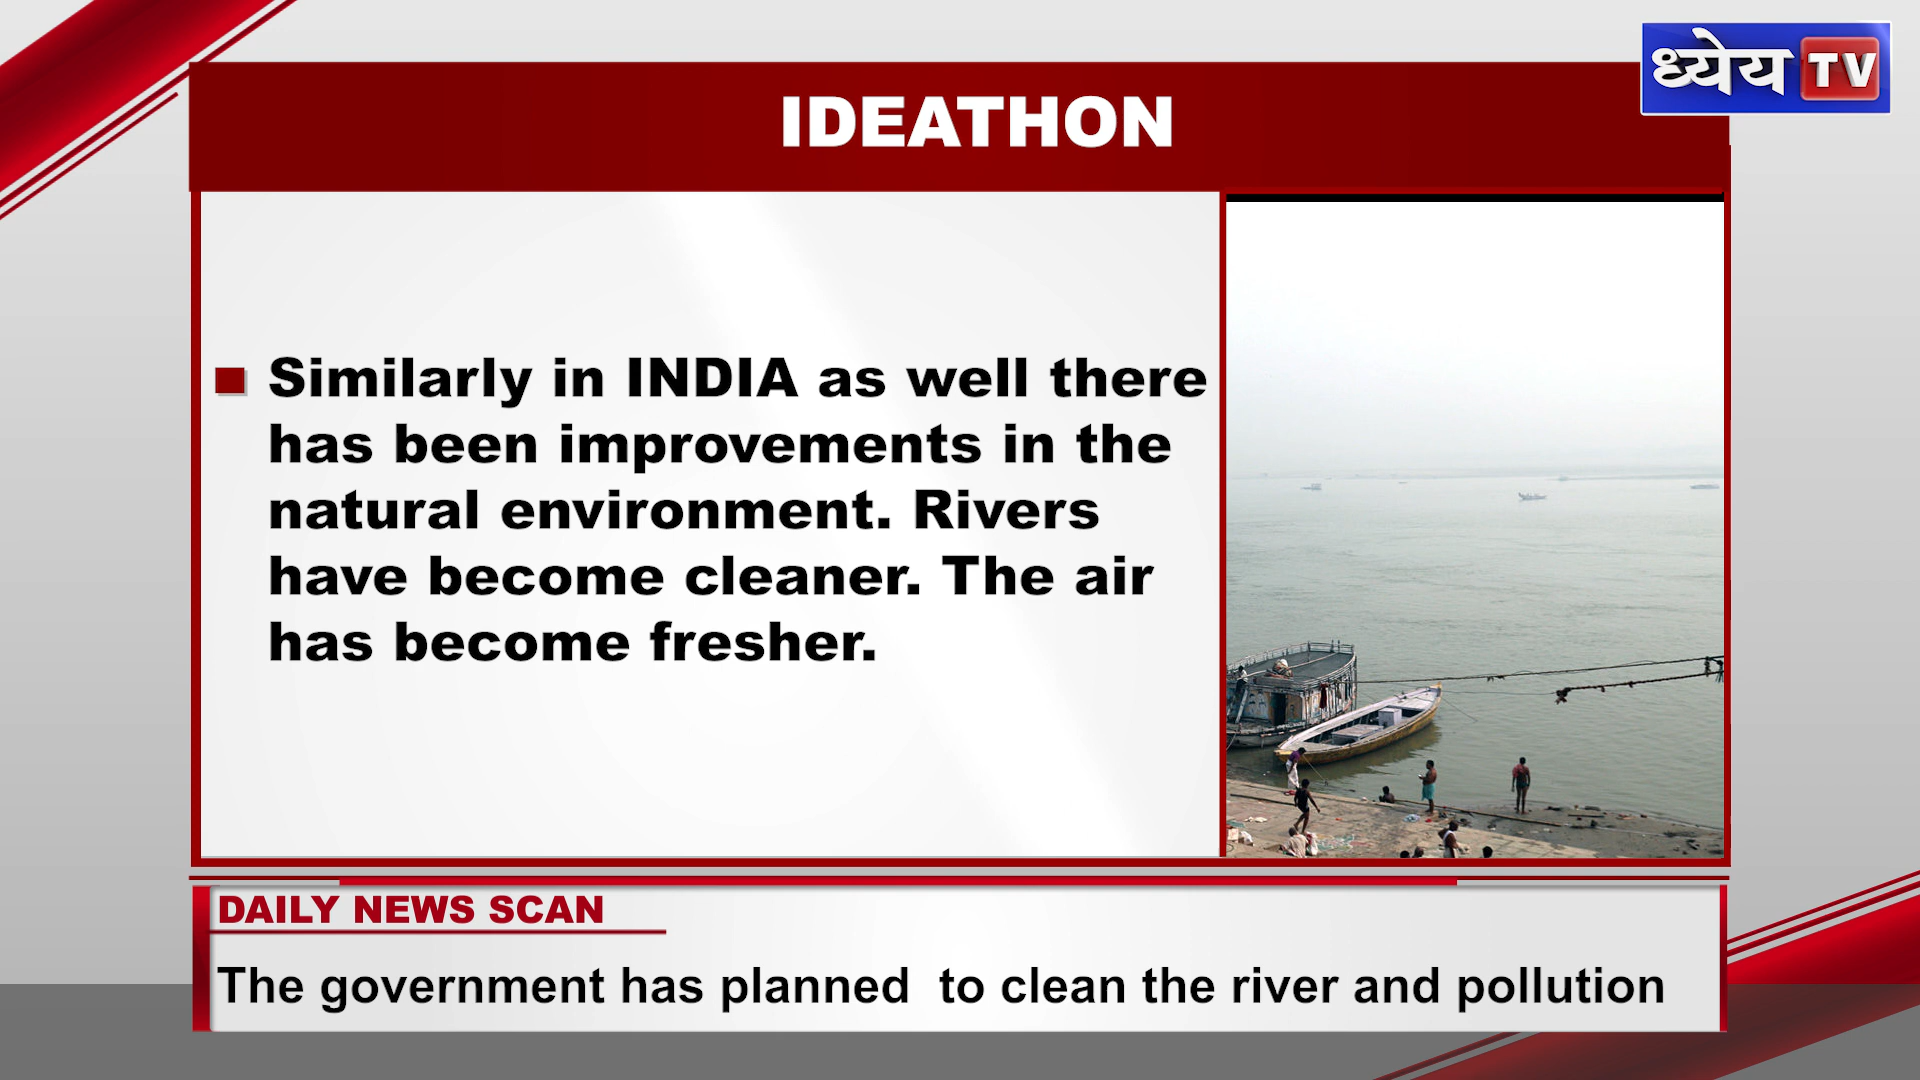 ध्येय TV
IDEATHON
Similarly in INDIA as well there
has been improvements in the
natural environment. Rivers
have become cleaner. The air
has become fresher.
DAILY NEWS SCAN
The government has planned  to clean the river and pollution